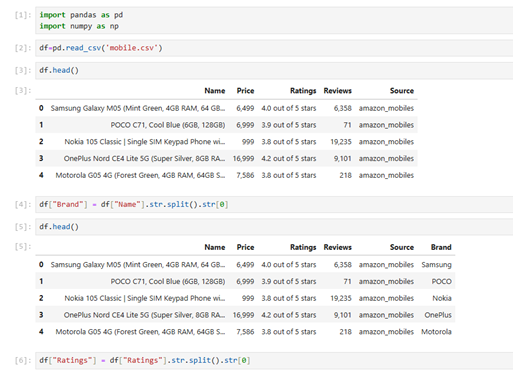 [1]: import pandas as pd
import numpy as np
[2]: df=pd.read_csv('mobile.csv')
[3]: df.head()
[3]: Name Price Ratings Reviews Source
0 Samsung Galaxy M05 (Mint Green, 4GB RAM, 64 GB... 6,499 4.0 out of 5 stars 6,358 amazon_mobiles
1 POCO C71, Cool Blue (6GB, 128GB) 6,999 3.9 out of 5 stars 71 amazon_mobiles
2 Nokia 105 Classic | Single SIM Keypad Phone wi... 999 3.8 out of 5 stars 19,235 amazon_mobiles
3 OnePlus Nord CE4 Lite 5G (Super Silver, 8GB RA... 16,999 4.2 out of 5 stars 9,101 amazon_mobiles
4 Motorola G05 4G (Forest Green, 4GB RAM, 64GB S... 7,586 3.8 out of 5 stars 218 amazon_mobiles
[4]: df["Brand"] = df["Name"].str.split().str[0]
[5]: df.head()
[5]: Name Price Ratings Reviews Source Brand
0 Samsung Galaxy M05 (Mint Green, 4GB RAM, 64 GB... 6,499 4.0 out of 5 stars 6,358 amazon_mobiles Samsung
1 POCO C71, Cool Blue (6GB, 128GB) 6,999 3.9 out of 5 stars 71 amazon_mobiles POCO
2 Nokia 105 Classic | Single SIM Keypad Phone wi... 999 3.8 out of 5 stars 19,235 amazon_mobiles Nokia
3 OnePlus Nord CE4 Lite 5G (Super Silver, 8GB RA... 16,999 4.2 out of 5 stars 9,101 amazon_mobiles OnePlus
4 Motorola G05 4G (Forest Green, 4GB RAM, 64GB S... 7,586 3.8 out of 5 stars 218 amazon_mobiles Motorola
[6]: df["Ratings"] = df["Ratings"].str.split().str[0]